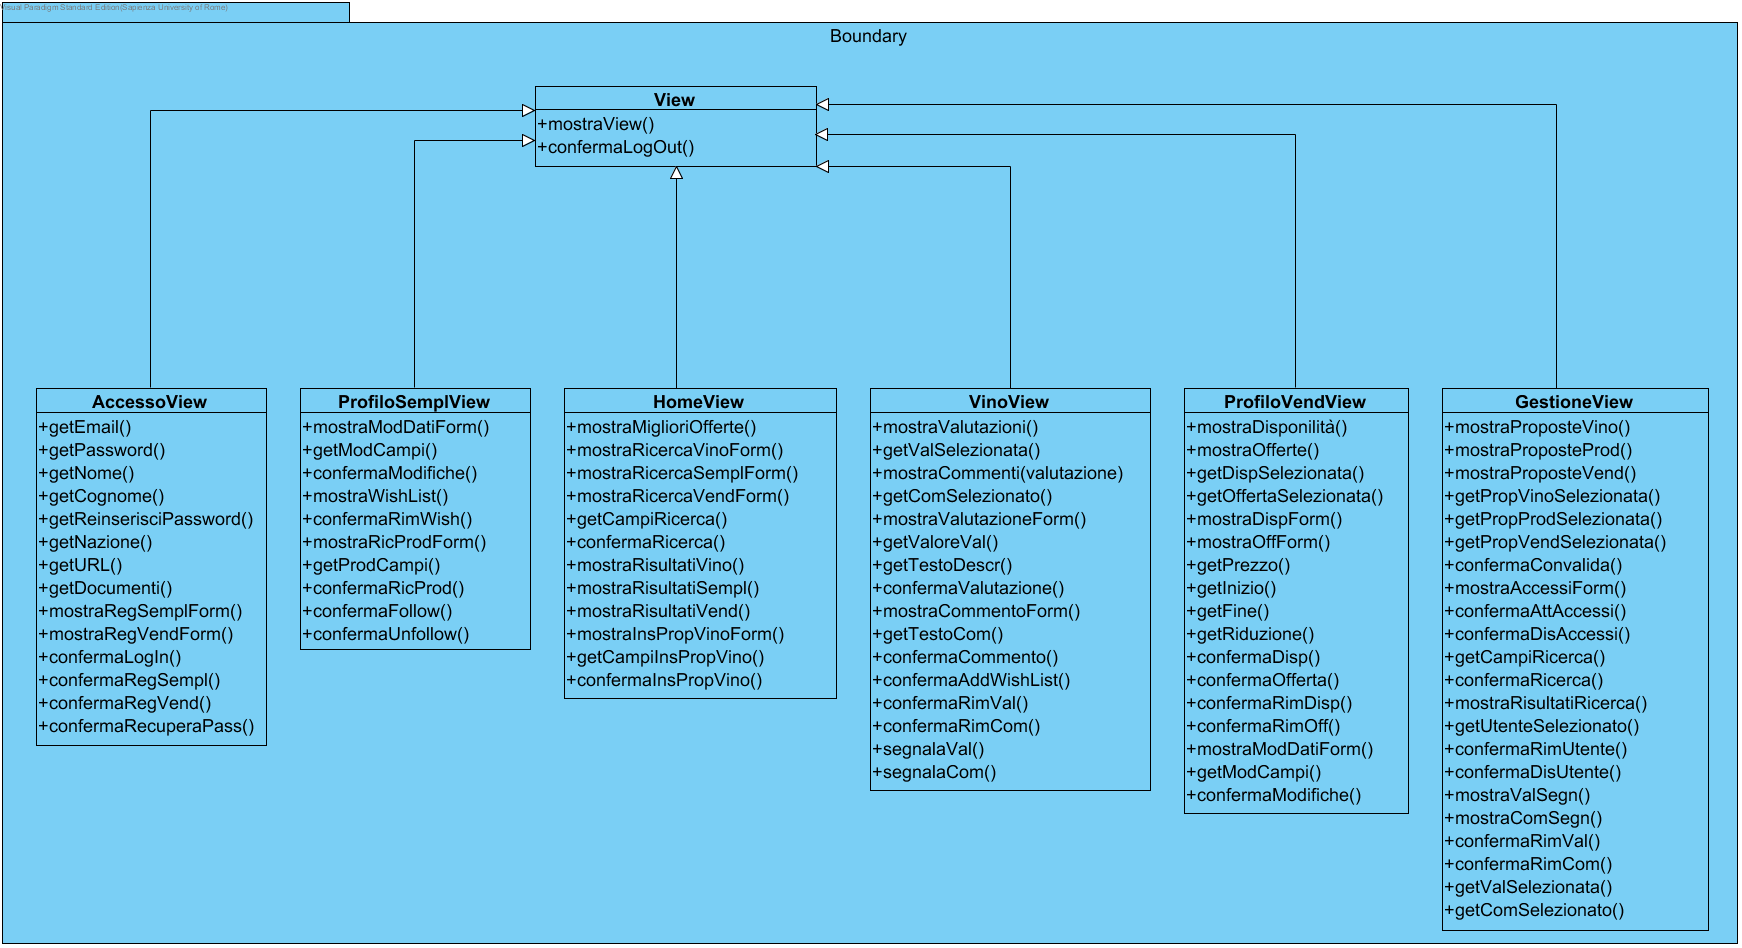 Visual Paradigm Standard Edition(Sapienza University of Rome)
Boundary
View
+mostraView()
+confermaLogOut()
AccessoView
+getEmail()
+getPassword()
+getNome()
+getCognome()
+getReinserisciPassword()
+getNazione()
+getURL()
+getDocumenti()
+mostraRegSemplForm()
+mostraRegVendForm()
+confermaLogIn()
+confermaRegSempl()
+confermaRegVend()
+confermaRecuperaPass()
ProfiloSemplView
+mostraModDatiForm()
+getModCampi()
+confermaModifiche()
+mostraWishList()
+confermaRimWish()
+mostraRicProdForm()
+getProdCampi()
+confermaRicProd()
+confermaFollow()
+confermaUnfollow()
HomeView
+mostraMiglioriOfferte()
+mostraRicercaVinoForm()
+mostraRicercaSemplForm()
+mostraRicercaVendForm()
+getCampiRicerca()
+confermaRicerca()
+mostraRisultatiVino()
+mostraRisultatiSempl()
+mostraRisultatiVend()
+mostraInsPropVinoForm()
+getCampiInsPropVino()
+confermaInsPropVino()
VinoView
+mostraValutazioni()
+getValSelezionata()
+mostraCommenti(valutazione)
+getComSelezionato()
+mostraValutazioneForm()
+getValoreVal()
+getTestoDescr()
+confermaValutazione()
+mostraCommentoForm()
+getTestoCom()
+confermaCommento()
+confermaAddWishList()
+confermaRimVal()
+confermaRimCom()
+segnalaVal()
+segnalaCom()
ProfiloVendView
+mostraDisponilità()
+mostraOfferte()
+getDispSelezionata()
+getOffertaSelezionata()
+mostraDispForm()
+mostraOffForm()
+getPrezzo()
+getInizio()
+getFine()
+getRiduzione()
+confermaDisp()
+confermaOfferta()
+confermaRimDisp()
+confermaRimOff()
+mostraModDatiForm()
+getModCampi()
+confermaModifiche()
GestioneView
+mostraProposteVino()
+mostraProposteProd()
+mostraProposteVend()
+getPropVinoSelezionata()
+getPropProdSelezionata()
+getPropVendSelezionata()
+confermaConvalida()
+mostraAccessiForm()
+confermaAttAccessi()
+confermaDisAccessi()
+getCampiRicerca()
+confermaRicerca()
+mostraRisultatiRicerca()
+getUtenteSelezionato()
+confermaRimUtente()
+confermaDisUtente()
+mostraValSegn()
+mostraComSegn()
+confermaRimVal()
+confermaRimCom()
+getValSelezionata()
+getComSelezionato()